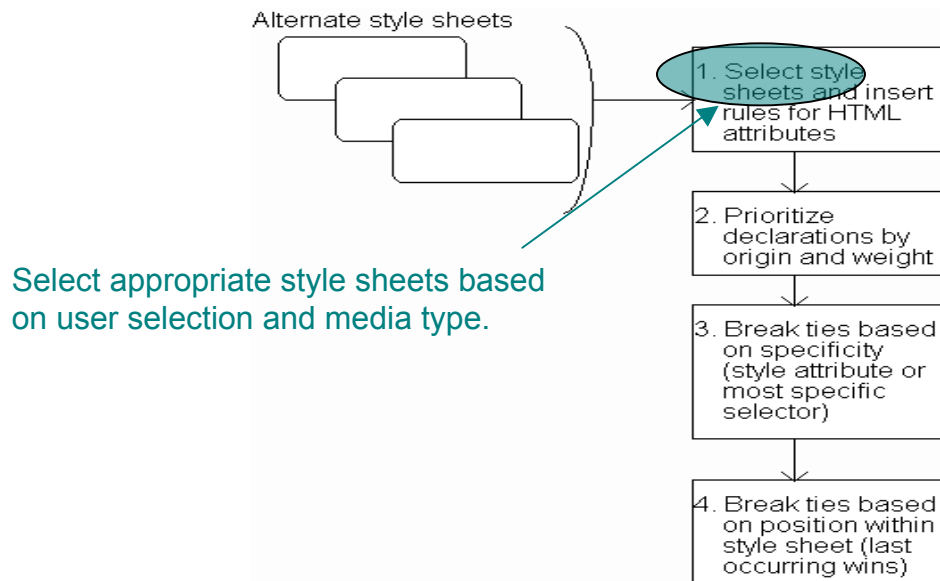 Alternate style sheets
1. Select style
sheets and insert
rules for HTML
attributes
2. Prioritize
declarations by
origin and weight
Select appropriate style sheets based
on user selection and media type.
3. Break ties based
on specificity
(style attribute or
most specific
selector)
4. Break ties based
on position within
style sheet (last
occurring wins)